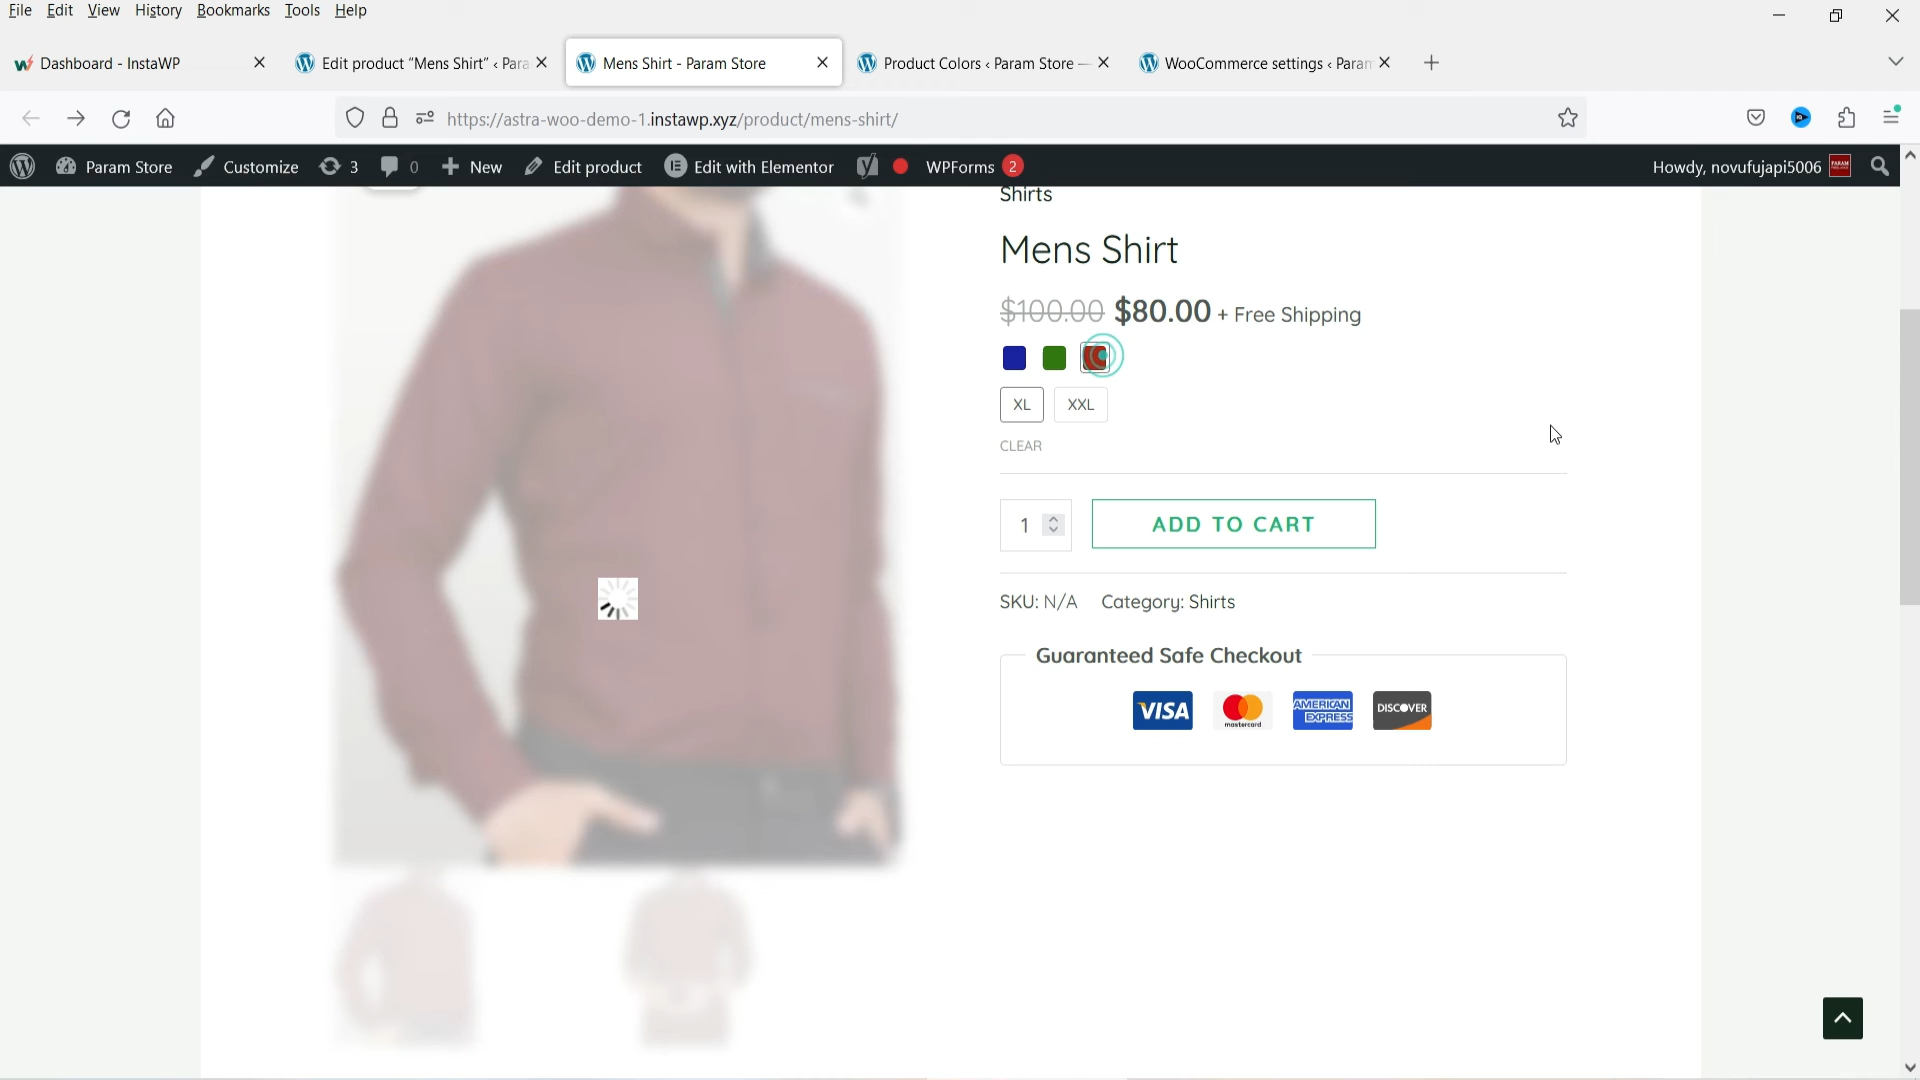 File Edit View History Bookmarks Tools Help
Dashboard - InstaWP
Edit product “Mens Shirt” ‹ Para
Mens Shirt - Param Store
Product Colors ‹ Param Store —
WooCommerce settings ‹ Param
https://astra-woo-demo-1.instawp.xyz/product/mens-shirt/
Param Store Customize 3 0 New Edit product Edit with Elementor WPForms 2 Howdy, novufujapi5006
Shirts
Mens Shirt
$100.00 $80.00 + Free Shipping
XL XXL
CLEAR
1 ADD TO CART
SKU: N/A Category: Shirts
Guaranteed Safe Checkout
VISA mastercard AMERICAN EXPRESS DISCOVER